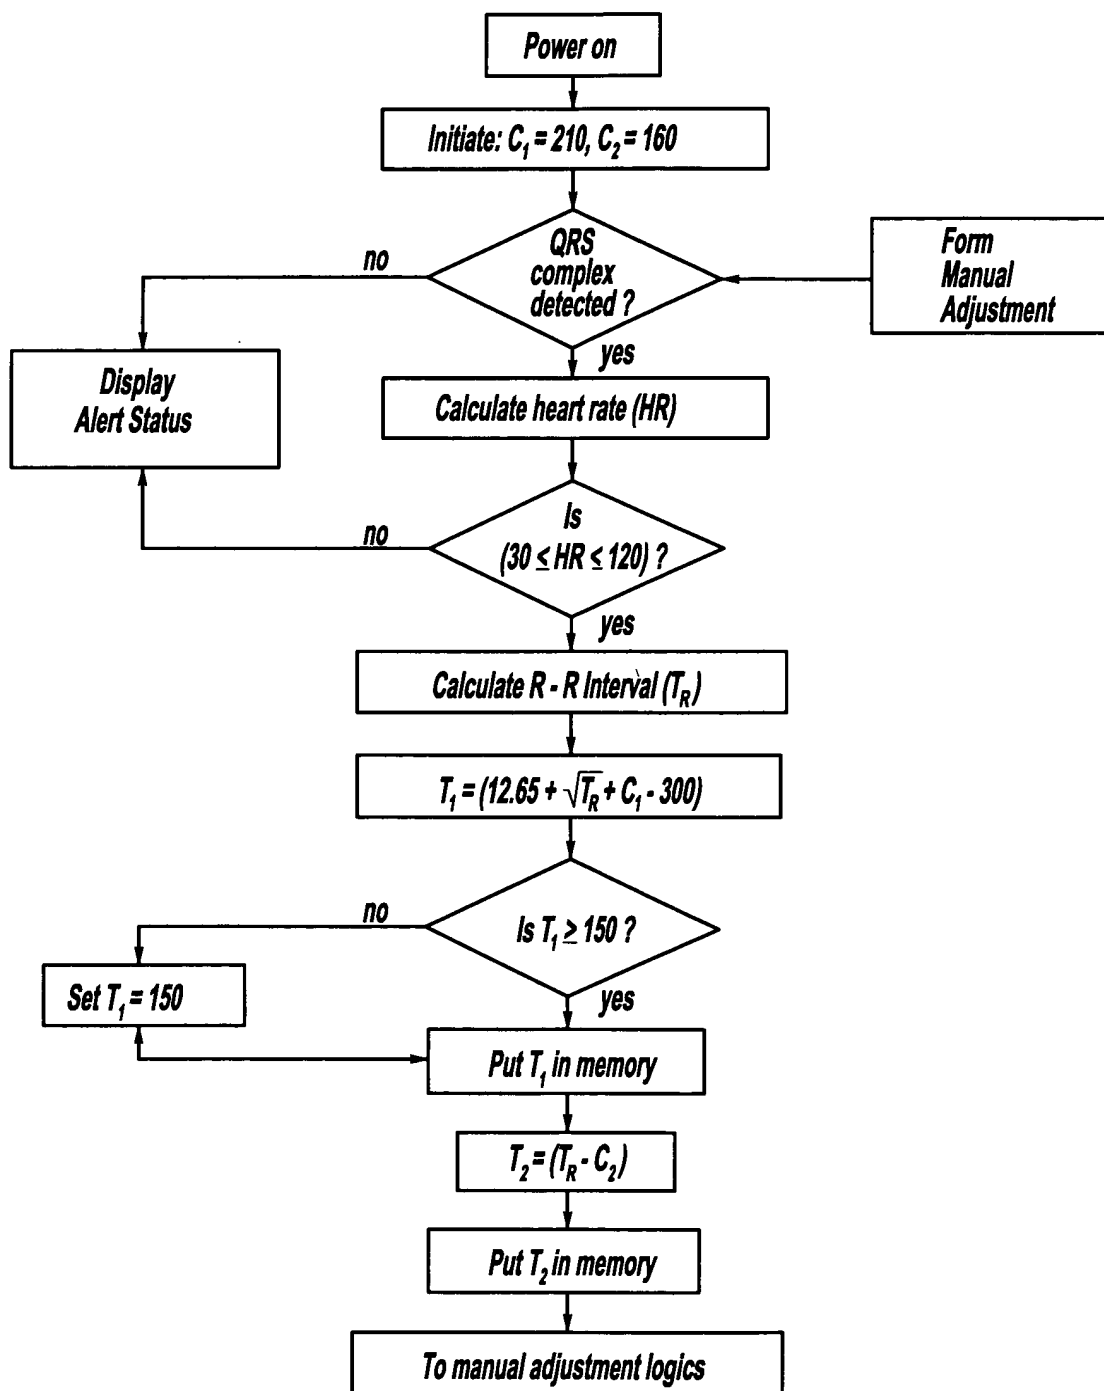 Power on
Initiate: C₁ = 210, C₂ = 160
QRS
complex
detected ?
no
Form
Manual
Adjustment
yes
Display
Alert Status
Calculate heart rate (HR)
Is
(30 ≤ HR ≤ 120) ?
no
yes
Calculate R - R Interval (T_R)
T₁ = (12.65 + √T_R + C₁ - 300)
Is T₁ ≥ 150 ?
no
yes
Set T₁ = 150
Put T₁ in memory
T₂ = (T_R - C₂)
Put T₂ in memory
To manual adjustment logics